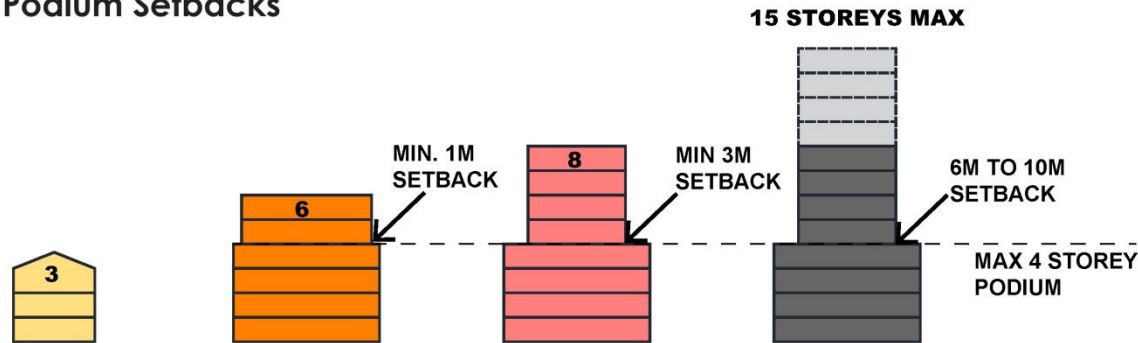 Podium Setbacks
15 STOREYS MAX
MIN. 1M
SETBACK
MIN 3M
SETBACK
6M TO 10M
SETBACK
8
6
3
MAX 4 STOREY
PODIUM